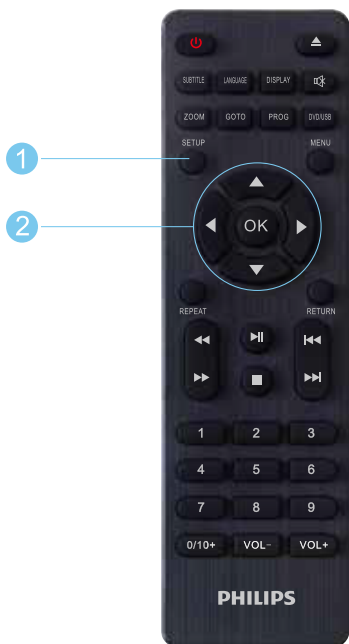 SUBTITLE LANGUAGE DISPLAY
ZOOM GOTO PROG DVD/USB
SETUP MENU
1
2
OK
REPEAT RETURN
1 2 3
4 5 6
7 8 9
0/10+ VOL- VOL+
PHILIPS